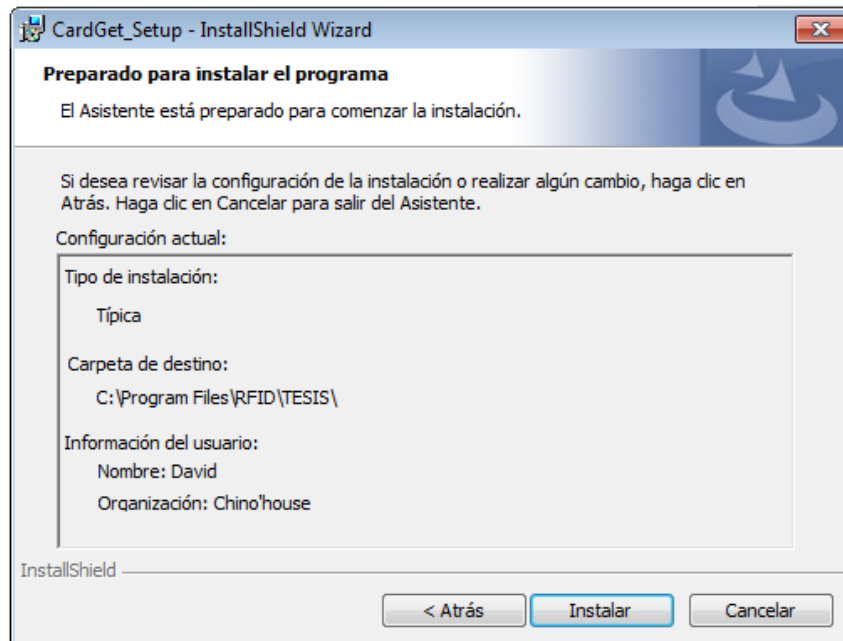 CardGet_Setup - InstallShield Wizard
Preparado para instalar el programa
El Asistente está preparado para comenzar la instalación.
Si desea revisar la configuración de la instalación o realizar algún cambio, haga clic en
Atrás. Haga clic en Cancelar para salir del Asistente.
Configuración actual:
Tipo de instalación:
Típica
Carpeta de destino:
C:\Program Files\RFID\TESIS\
Información del usuario:
Nombre: David
Organización: Chino'house
InstallShield
< Atrás
Instalar
Cancelar